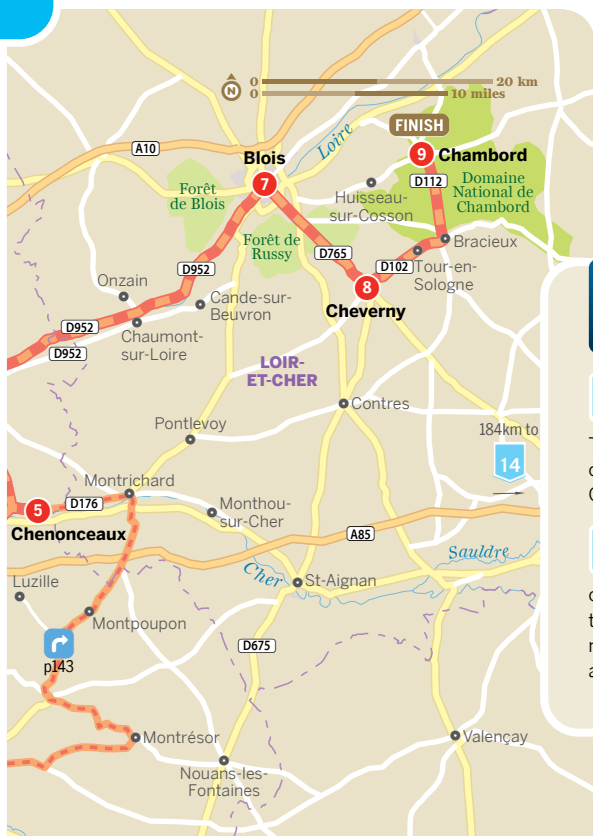 N
0 20 km
0 10 miles
FINISH
A10
Loire
Blois
7
9 Chambord
D112
Domaine
National de
Chambord
Forêt
de Blois
Huisseau-
sur-Cosson
Forêt de
Russy
Bracieux
D765
D952
D102
Tour-en-
Sologne
Onzain
8
Cheverny
Cande-sur-
Beuvron
D952
D952
Chaumont-
sur-Loire
LOIR-
ET-CHER
Contres
Pontlevoy
184km to
14
Montrichard
5
D176
Chenonceaux
Monthou-
sur-Cher
A85
Sauldre
Cher
St-Aignan
Luzille
Montpoupon
p143
D675
Montrésor
Valençay
Nouans-les-
Fontaines